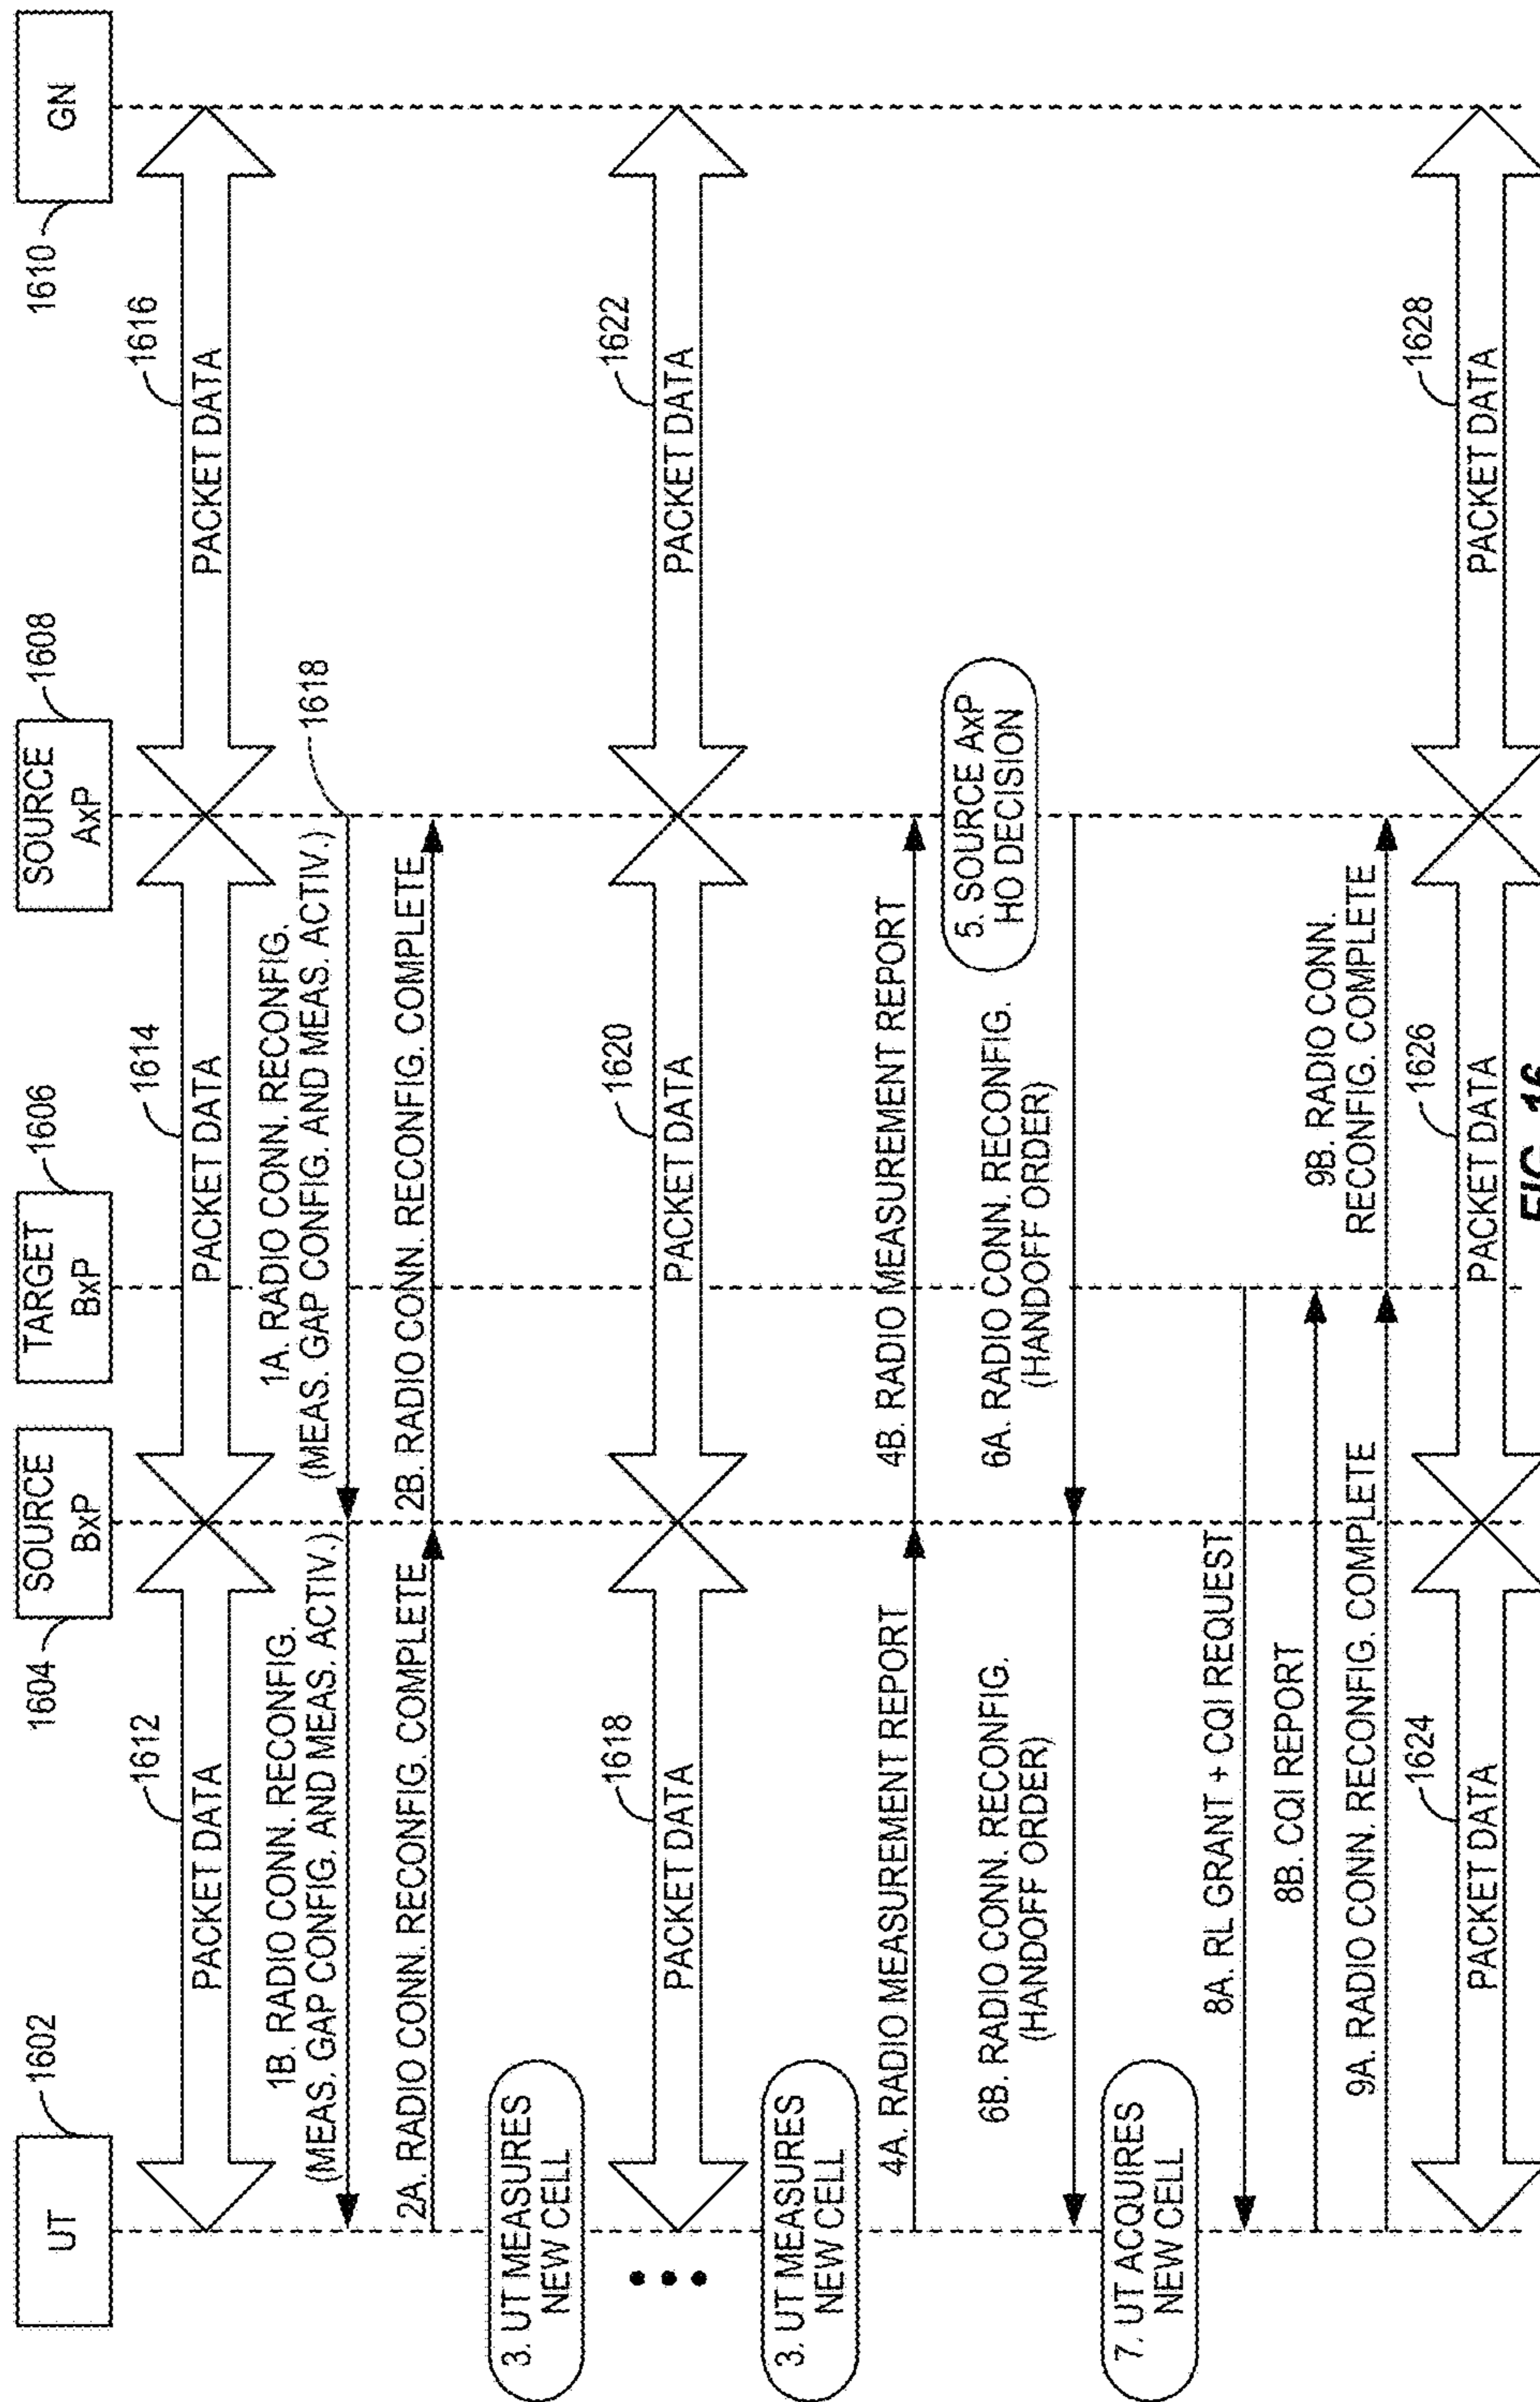 UT
1602
SOURCE
BxP
1604
TARGET
BxP
1606
SOURCE
AxP
1608
GN
1610
1612
PACKET DATA
1614
PACKET DATA
1616
PACKET DATA
1B. RADIO CONN. RECONFIG.
(MEAS. GAP CONFIG. AND MEAS. ACTIV.)
1A. RADIO CONN. RECONFIG.
(MEAS. GAP CONFIG. AND MEAS. ACTIV.)
1618
2A. RADIO CONN. RECONFIG. COMPLETE
2B. RADIO CONN. RECONFIG. COMPLETE
3. UT MEASURES
NEW CELL
1618
PACKET DATA
1620
PACKET DATA
1622
PACKET DATA
3. UT MEASURES
NEW CELL
4A. RADIO MEASUREMENT REPORT
4B. RADIO MEASUREMENT REPORT
5. SOURCE AxP
HO DECISION
6B. RADIO CONN. RECONFIG.
(HANDOFF ORDER)
6A. RADIO CONN. RECONFIG.
(HANDOFF ORDER)
7. UT ACQUIRES
NEW CELL
8A. RL GRANT + CQI REQUEST
8B. CQI REPORT
9A. RADIO CONN. RECONFIG. COMPLETE
9B. RADIO CONN.
RECONFIG. COMPLETE
1624
PACKET DATA
1626
PACKET DATA
1628
PACKET DATA
FIG. 16